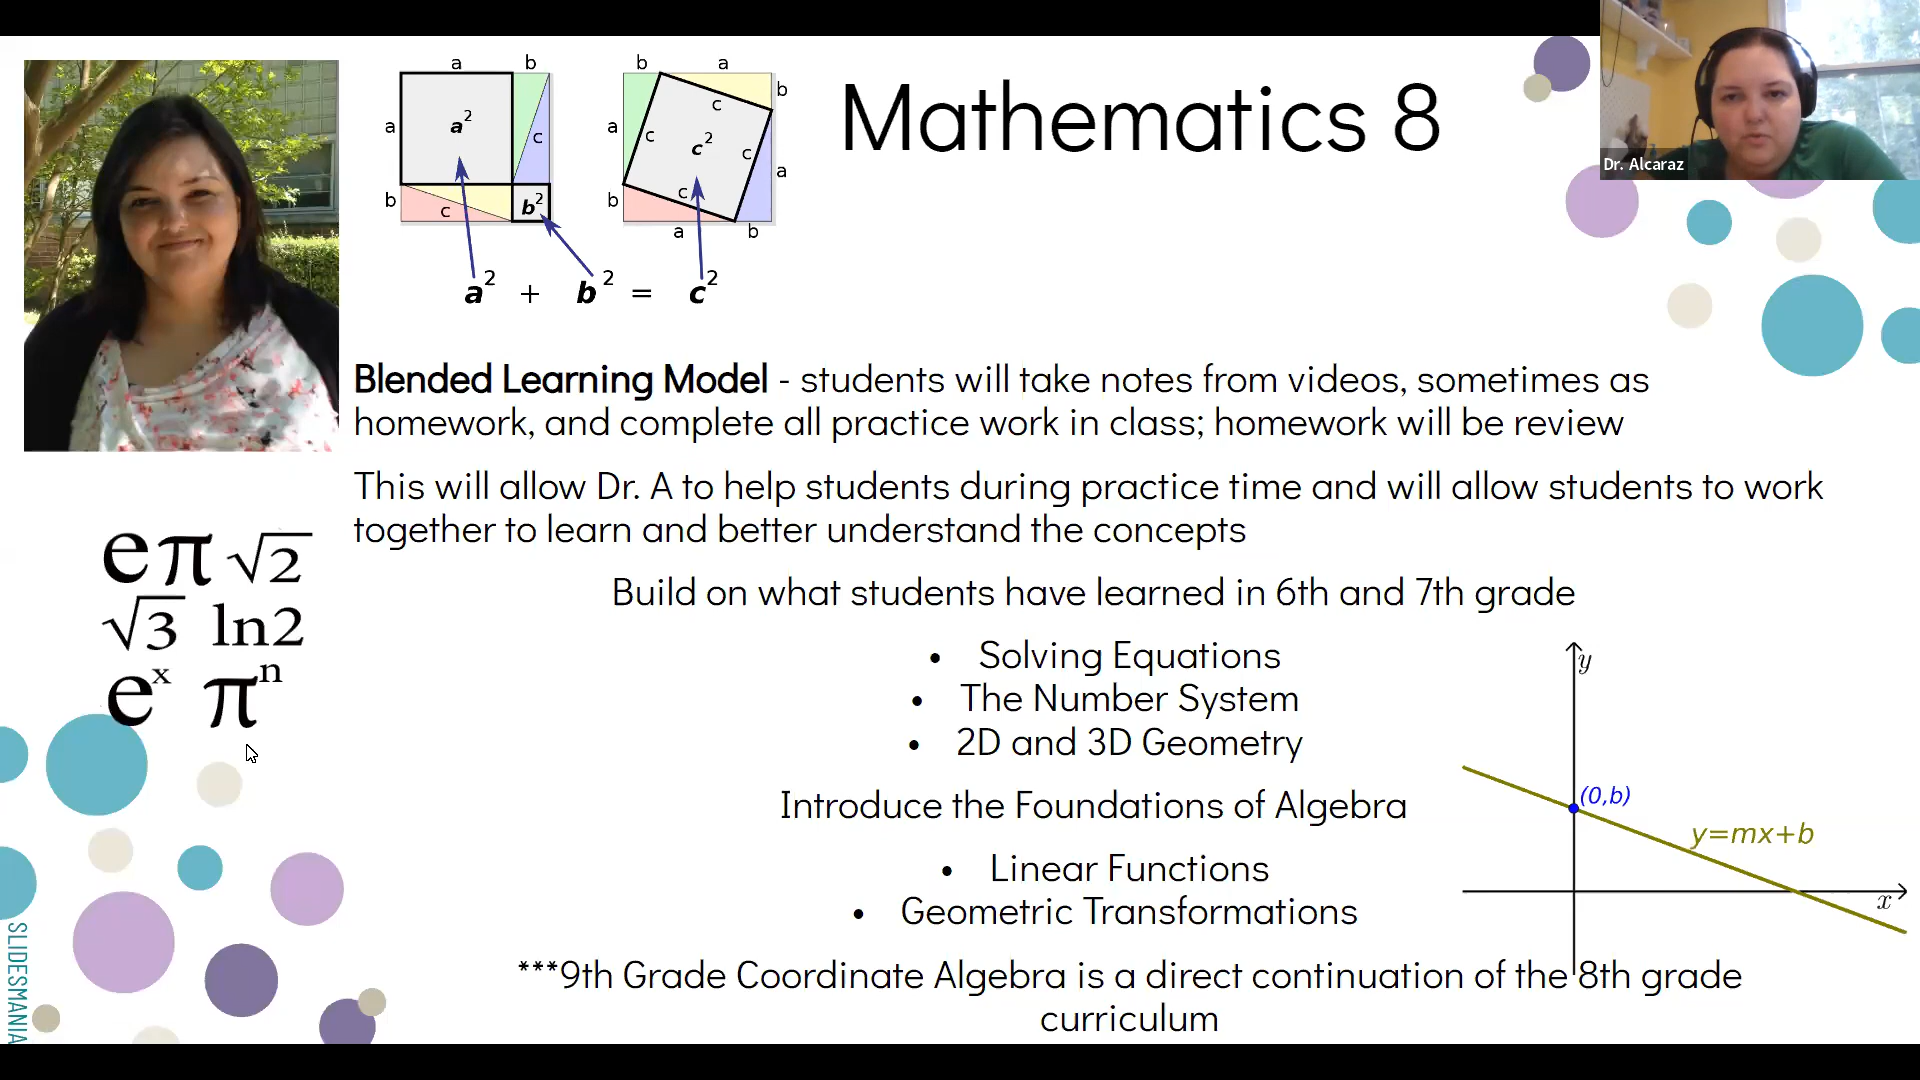 Mathematics 8
Dr. Alcaraz
a b
a a² c
b c b²
b a
b
a c c² c c a
b
a b
a² + b² = c²
Blended Learning Model - students will take notes from videos, sometimes as
homework, and complete all practice work in class; homework will be review
This will allow Dr. A to help students during practice time and will allow students to work
together to learn and better understand the concepts
Build on what students have learned in 6th and 7th grade
• Solving Equations
• The Number System
• 2D and 3D Geometry
Introduce the Foundations of Algebra
• Linear Functions
• Geometric Transformations
***9th Grade Coordinate Algebra is a direct continuation of the 8th grade
curriculum
e π √2
√3 ln2
eˣ πⁿ
y
(0,b)
y=mx+b
x
SLIDESMANIA